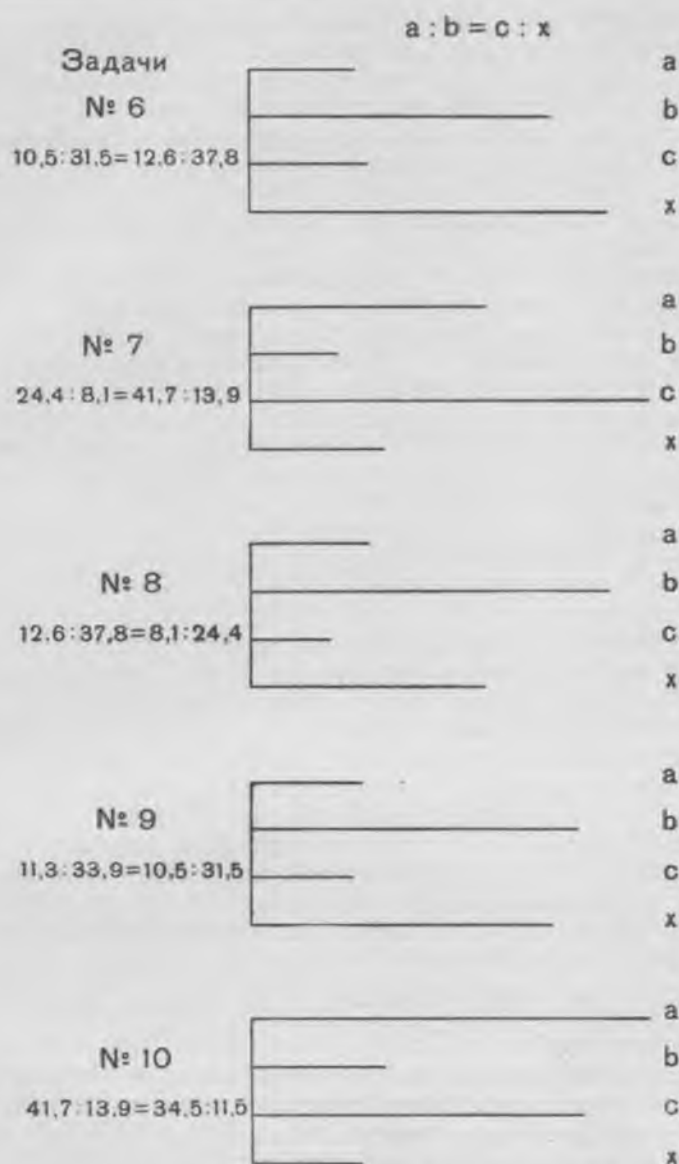 a : b = c : x
Задачи
№ 6
10,5:31,5=12.6:37,8
a
b
c
x
№ 7
24,4:8,1=41,7:13,9
a
b
c
x
№ 8
12.6:37,8=8,1:24,4
a
b
c
x
№ 9
11,3:33,9=10,5:31,5
a
b
c
x
№ 10
41,7:13.9=34,5:11,5
a
b
c
x